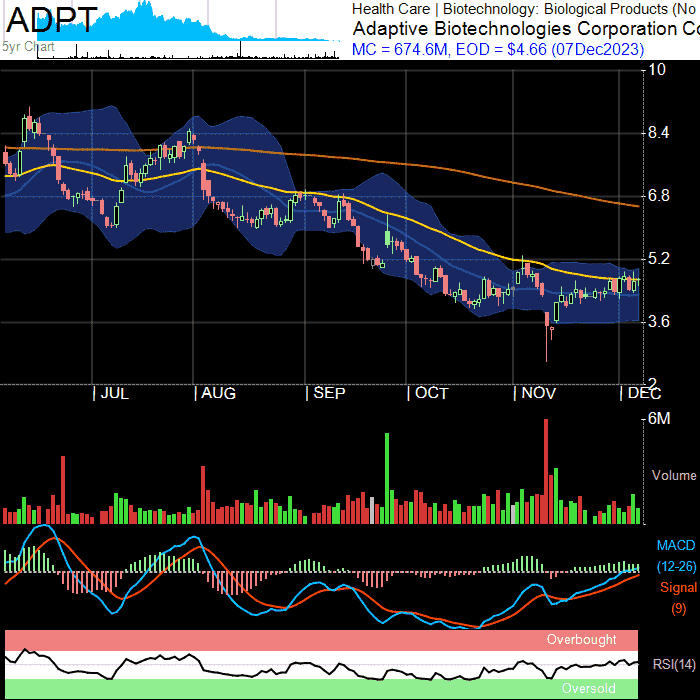 ADPT
5yr Chart
Health Care | Biotechnology: Biological Products (No
Adaptive Biotechnologies Corporation Co
MC = 674.6M, EOD = $4.66 (07Dec2023)
10
8.4
6.8
5.2
3.6
2
| JUL | AUG | SEP | OCT | NOV | DEC
6M
Volume
MACD
(12-26)
Signal
(9)
Overbought
RSI(14)
Oversold